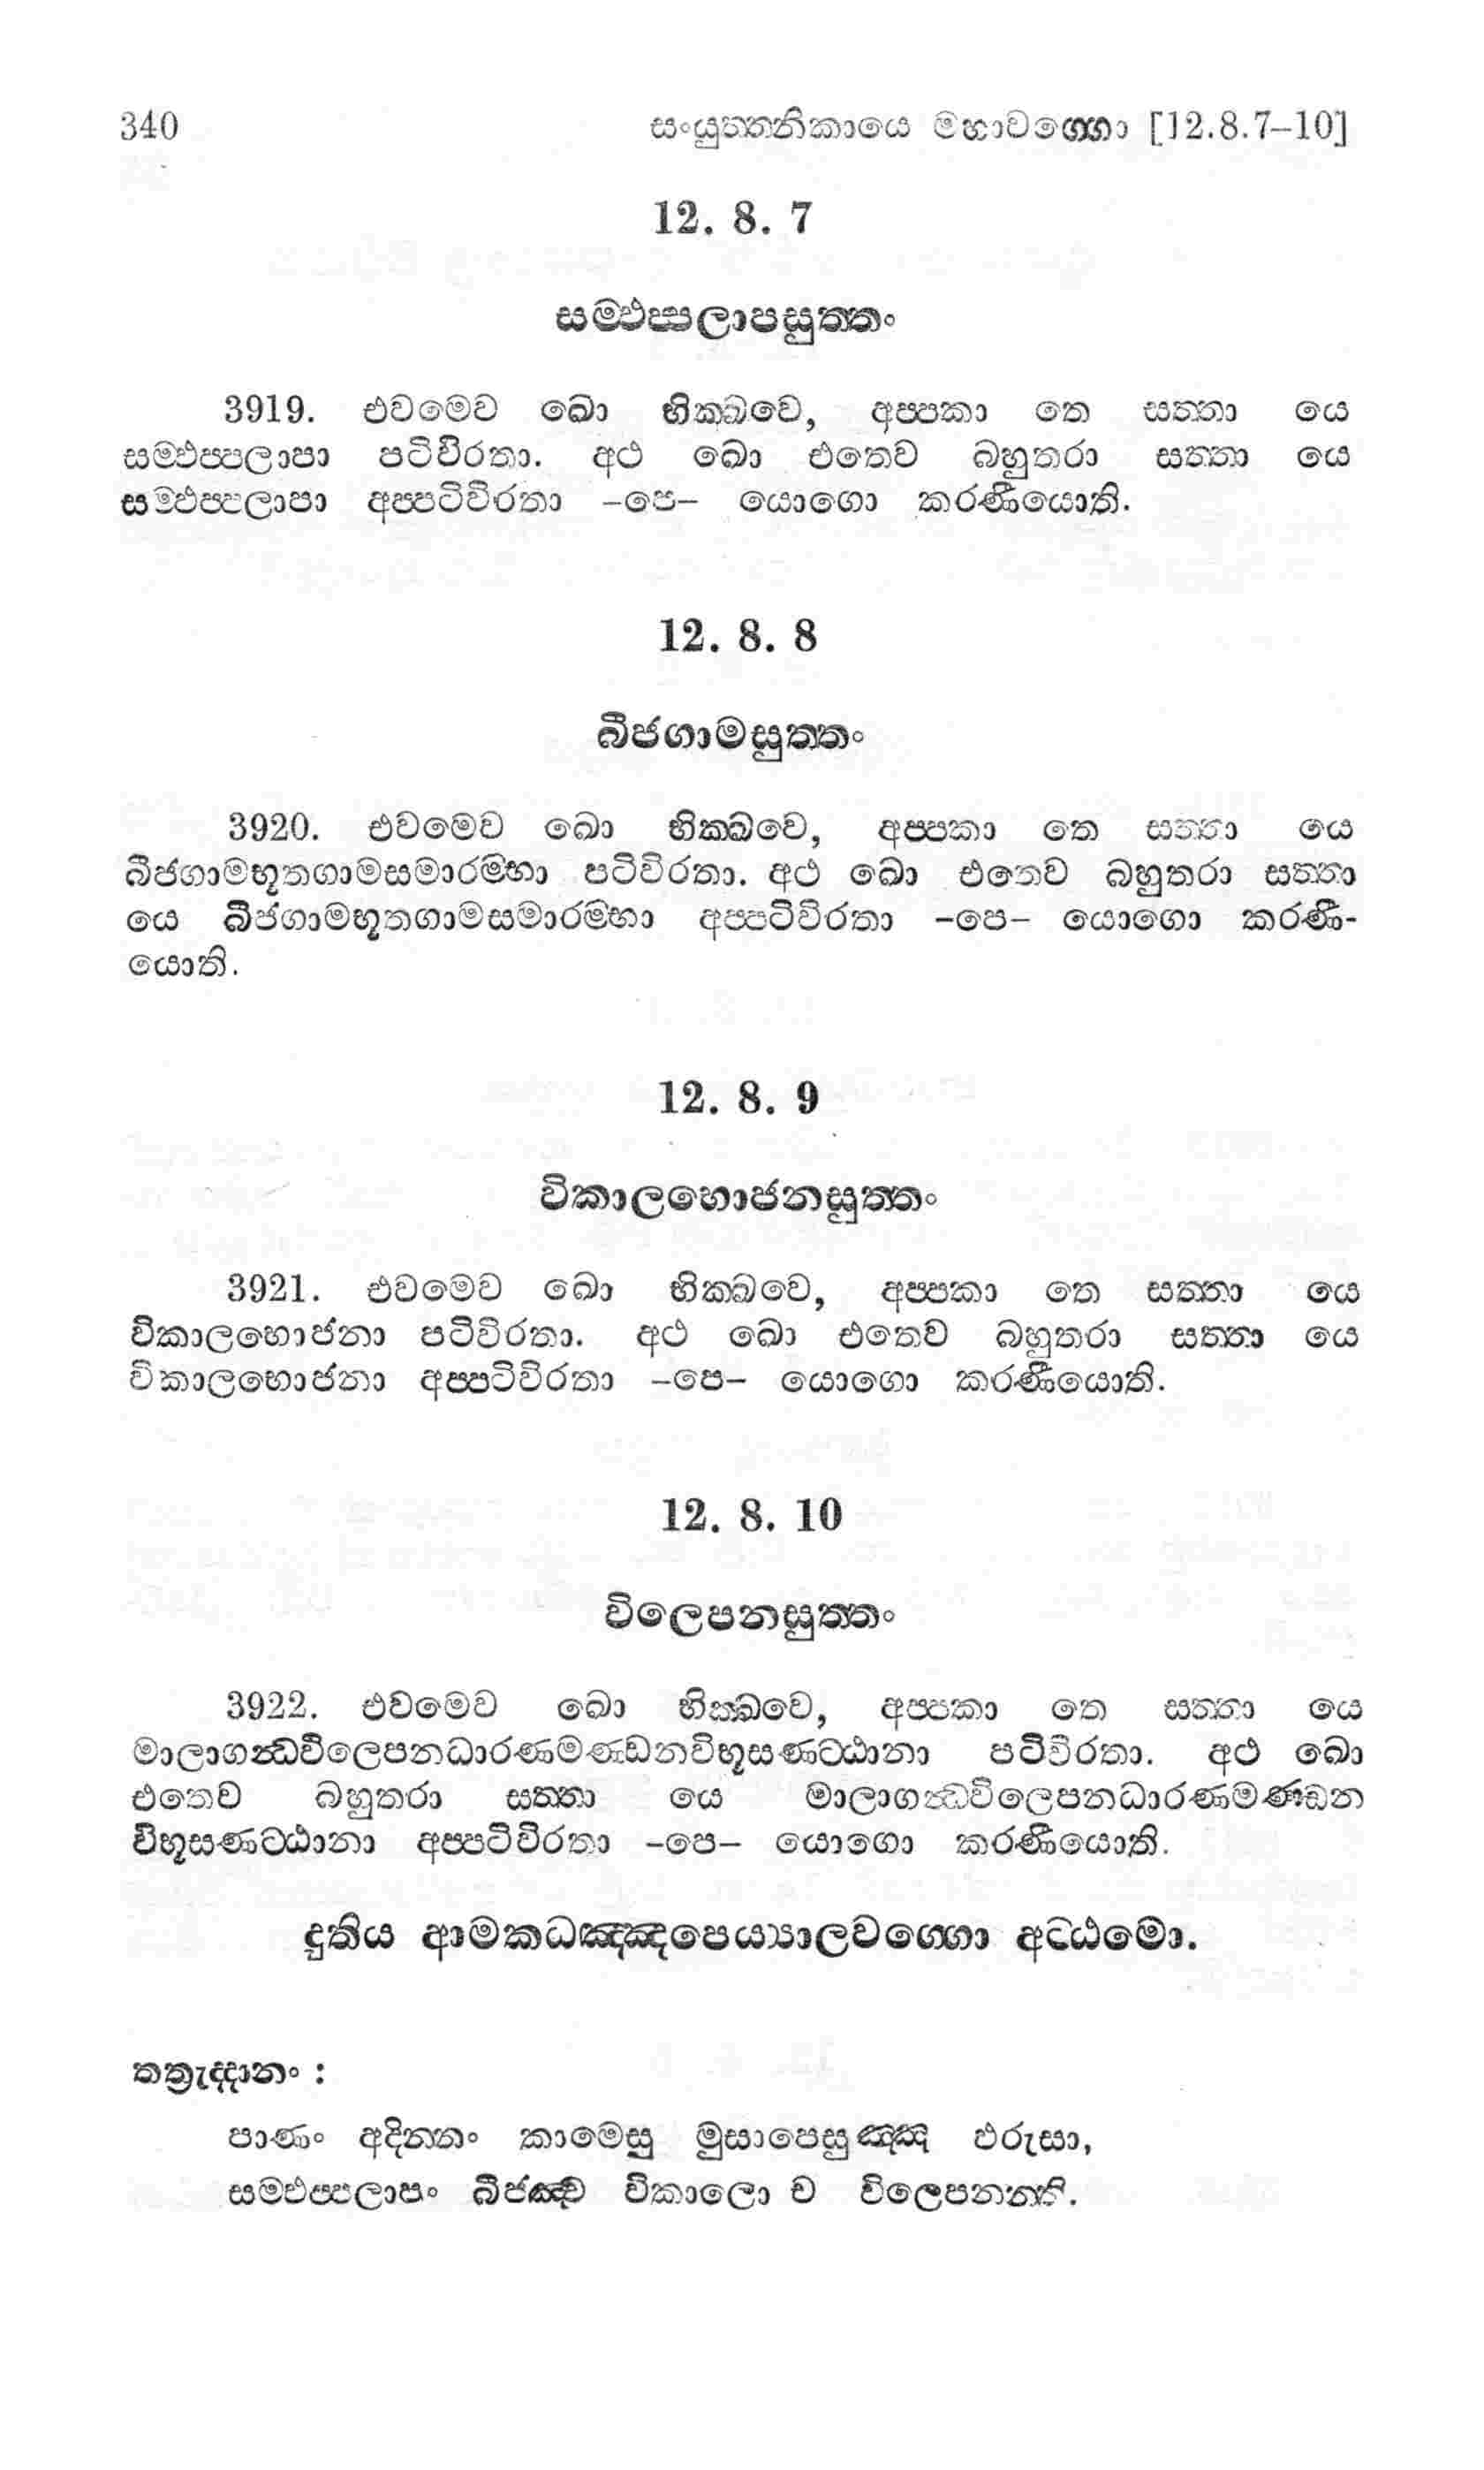 340 සංයුත්තනිකායෙ මහාවග්ගො [12.8.7–10]
12. 8. 7
සම්ඵප්පලාපසුත්තං
3919. එවමෙව ඛො භික්ඛවෙ, අප්පකා තෙ සත්තා යෙ
සම්ඵප්පලාපා පටිවිරතා. අථ ඛො එතෙව බහුතරා සත්තා යෙ
සම්ඵප්පලාපා අප්පටිවිරතා –පෙ– යොගො කරණීයොති.
12. 8. 8
බීජගාමසුත්තං
3920. එවමෙව ඛො භික්ඛවෙ, අප්පකා තෙ සත්තා යෙ
බීජගාමභූතගාමසමාරම්භා පටිවිරතා. අථ ඛො එතෙව බහුතරා සත්තා
යෙ බීජගාමභූතගාමසමාරම්භා අප්පටිවිරතා –පෙ– යොගො කරණී-
යොති.
12. 8. 9
විකාලභොජනසුත්තං
3921. එවමෙව ඛො භික්ඛවෙ, අප්පකා තෙ සත්තා යෙ
විකාලභොජනා පටිවිරතා. අථ ඛො එතෙව බහුතරා සත්තා යෙ
විකාලභොජනා අප්පටිවිරතා –පෙ– යොගො කරණීයොති.
12. 8. 10
විලෙපනසුත්තං
3922. එවමෙව ඛො භික්ඛවෙ, අප්පකා තෙ සත්තා යෙ
මාලාගන්ධවිලෙපනධාරණමණ්ඩනවිභූසණට්ඨානා පටිවිරතා. අථ ඛො
එතෙව බහුතරා සත්තා යෙ මාලාගන්ධවිලෙපනධාරණමණ්ඩන
විභූසණට්ඨානා අප්පටිවිරතා –පෙ– යොගො කරණීයොති.
දුතිය ආමකධඤ්ඤපෙය්‍යාලවග්ගො අට්ඨමො.
තත්‍රැද්දානං :
පාණං අදින්නං කාමෙසු මුසාපෙසුඤ්ඤ ඵරුසා,
සම්ඵප්පලාපං බීජඤ්ච විකාලො ච විලෙපනන්ති.